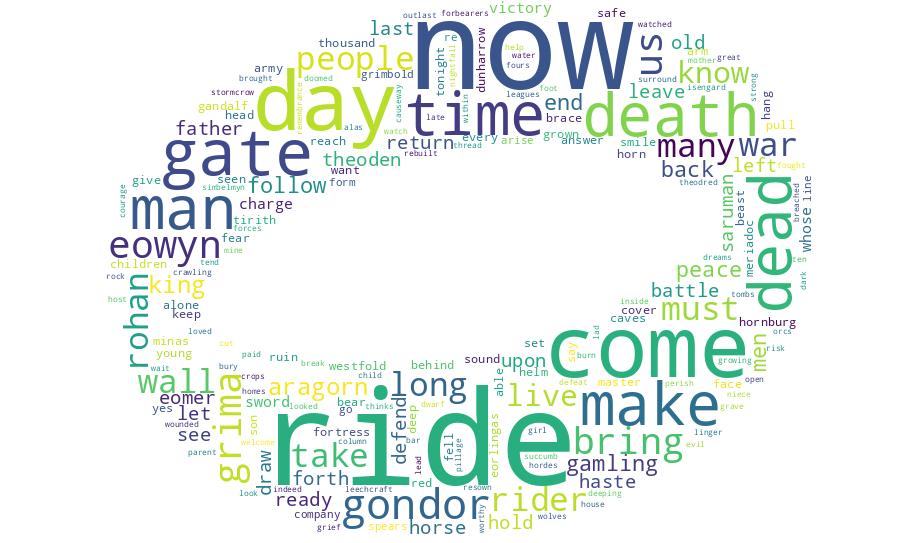 victory
safe
forbearers
outlast
watched
last
now
us
old
thousand
people
re
tonight
nightfall
dunharrow
help
water
fours
arm
mother
great
know
army
brought
doomed
grimbold
causeway
leagues
surround
isengard
strong
stormcrow
day
time
end
death
leave
hang
gandalf
remembrance
within
foot
head
late
brace
father
alas
watch
every
grown
answer
smile
pull
gate
reach
return
thread
arise
horn
many
war
rebuilt
want
theoden
back
left
fought
give
seen
follow
form
simbelmyn
theodred
courage
man
charge
saruman
beast
dead
breached
line
whose
tirith
forces
meriadoc
eowyn
fear
mine
dreams
ten
children
tend
peace
dark
rock
crawling
king
inside
tombs
battle
rohan
host
alone
keep
cover
must
hornburg
caves
loved
lad
men
orcs
minas
cut
set
come
say
burn
risk
young
wait
paid
ruin
break
westfold
behind
sound
upon
growing
wall
bury
crops
child
able
helm
defeat
master
perish
face
open
grima
homes
aragorn
looked
thinks
long
live
niece
eomer
son
sword
bear
go
dwarf
make
grave
yes
let
ride
defend
deep
eorlingas
girl
linger
wounded
see
welcome
fortress
column
bar
fell
pillage
bring
evil
parent
draw
take
lead
succumb
hordes
gamling
deeping
look
forth
red
resown
haste
house
indeed
leechcraft
ready
gondor
rider
wolves
company
worthy
hold
grief
spears
horse